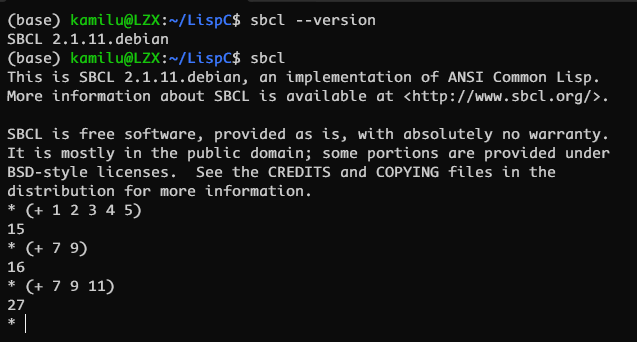 (base) kamilu@LZX:~/LispC$ sbcl --version
SBCL 2.1.11.debian
(base) kamilu@LZX:~/LispC$ sbcl
This is SBCL 2.1.11.debian, an implementation of ANSI Common Lisp.
More information about SBCL is available at <http://www.sbcl.org/>.

SBCL is free software, provided as is, with absolutely no warranty.
It is mostly in the public domain; some portions are provided under
BSD-style licenses.  See the CREDITS and COPYING files in the
distribution for more information.
* (+ 1 2 3 4 5)
15
* (+ 7 9)
16
* (+ 7 9 11)
27
*